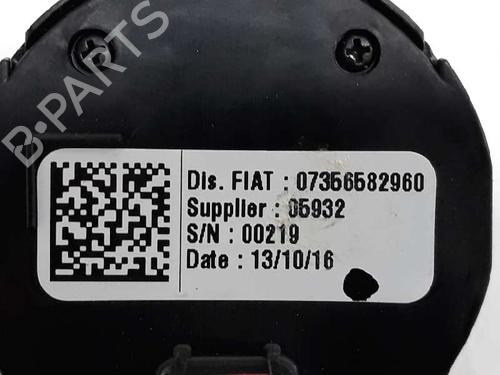 B-PARTS
Dis. FIAT : 07356582960
Supplier : 05932
S/N : 00219
Date : 13/10/16